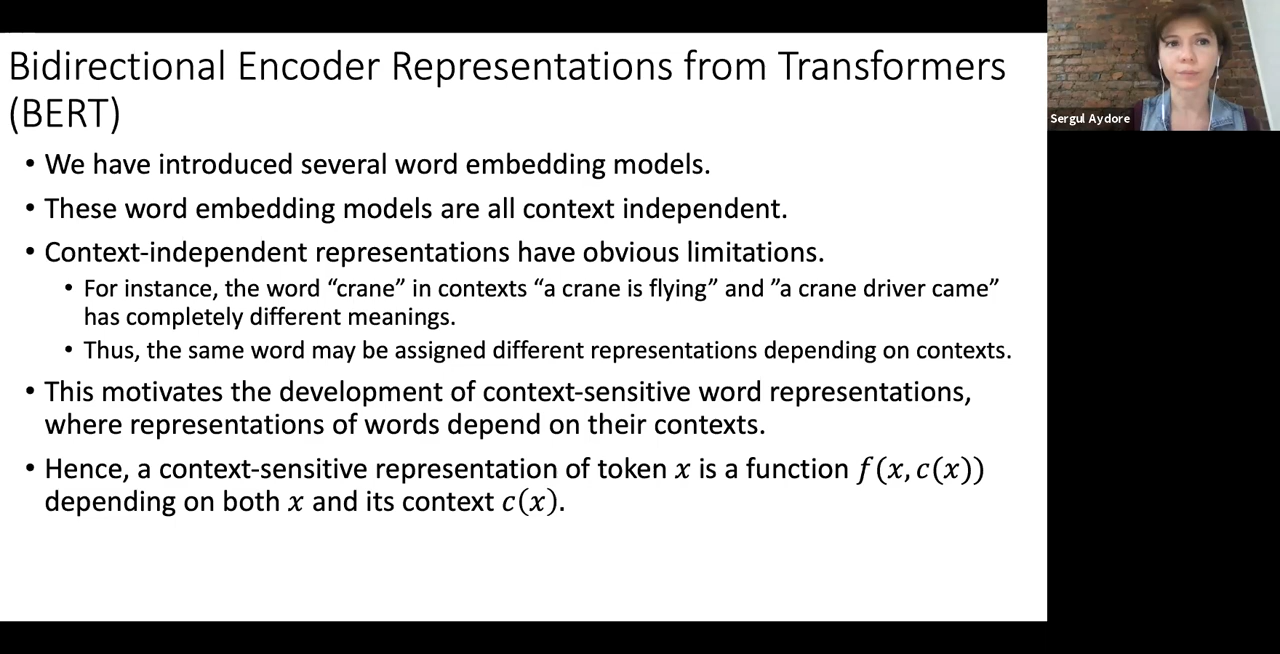 Bidirectional Encoder Representations from Transformers
(BERT)
• We have introduced several word embedding models.
• These word embedding models are all context independent.
• Context-independent representations have obvious limitations.
• For instance, the word “crane” in contexts “a crane is flying” and ”a crane driver came”
has completely different meanings.
• Thus, the same word may be assigned different representations depending on contexts.
• This motivates the development of context-sensitive word representations,
where representations of words depend on their contexts.
• Hence, a context-sensitive representation of token x is a function f(x, c(x))
depending on both x and its context c(x).
Sergul Aydore